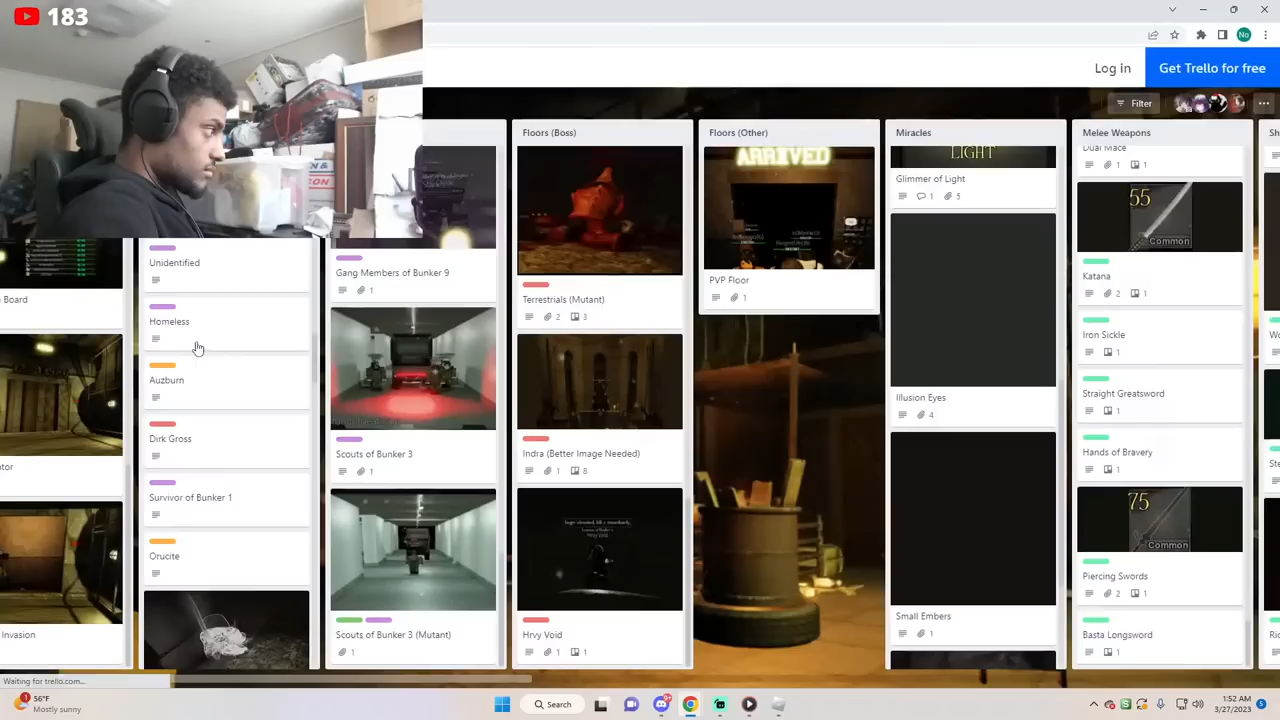 183
Log in
Get Trello for free
Filter
Board
ator
Invasion
Unidentified
Homeless
Auzburn
Dirk Gross
Survivor of Bunker 1
Orucite
Gang Members of Bunker 9
1
Scouts of Bunker 3
1
Scouts of Bunker 3 (Mutant)
1
Floors (Boss)
Terrestrials (Mutant)
2 3
Indra (Better Image Needed)
1 8
Hrvy Void
1 1
Floors (Other)
ARRIVED
PVP Floor
1
Miracles
LIGHT
Glimmer of Light
1 5
Illusion Eyes
4
Small Embers
1
Melee Weapons
Dual Mace
1 1
55
Common
Katana
2 1
Iron Sickle
1
Straight Greatsword
1
Hands of Bravery
1
75
Common
Piercing Swords
2 1
Basta Longsword
1
Sh
Waiting for trello.com...
1
56°F
Mostly sunny
Search
9+
1:52 AM
3/27/2023
5
No